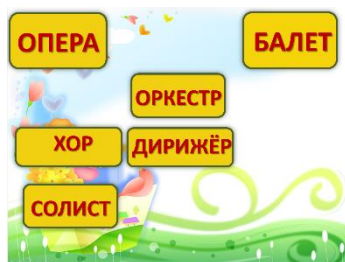 ОПЕРА
БАЛЕТ
ОРКЕСТР
ХОР
ДИРИЖЁР
СОЛИСТ